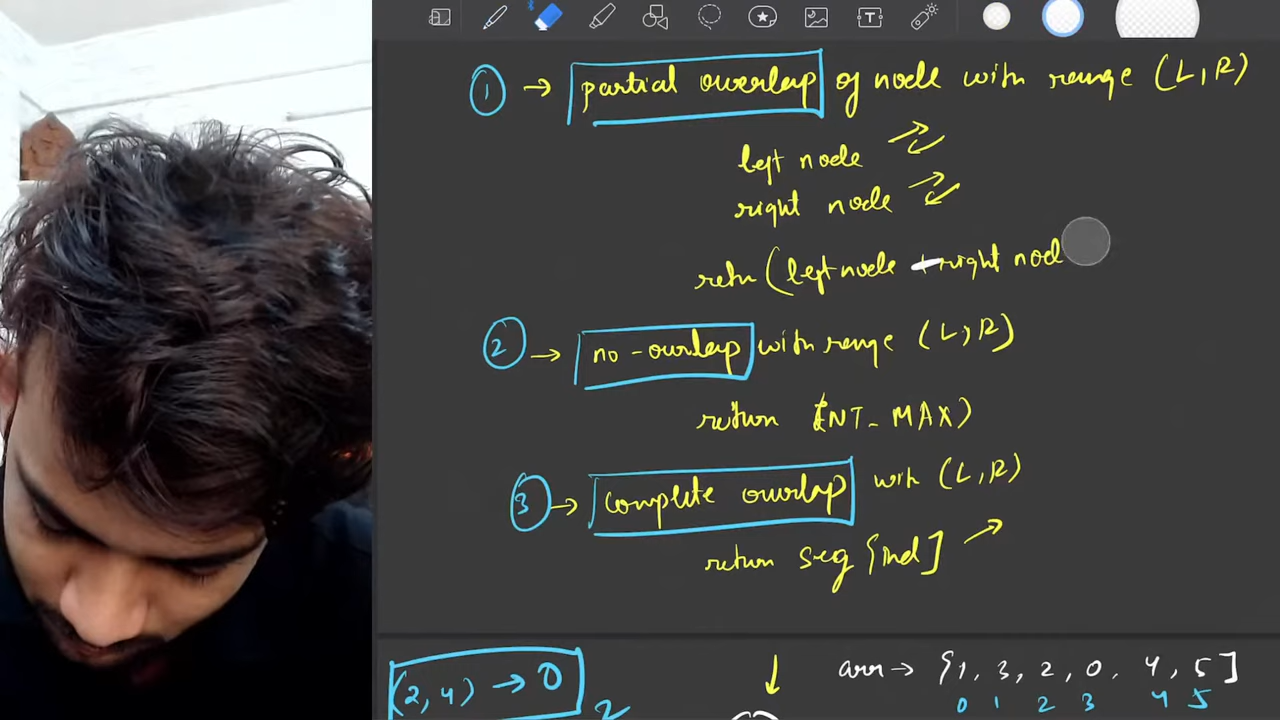 1 → partial overlap of node with range (L,R)
left node
right node
retn (left node right nod
2 → no-overlap with range (L,R)
return INT_MAX)
3 → complete overlap with (L,R)
return seg [ind]
(2,4) → 0
2
arr → {1, 3, 2, 0, 4, 5]
0 1 2 3 4 5